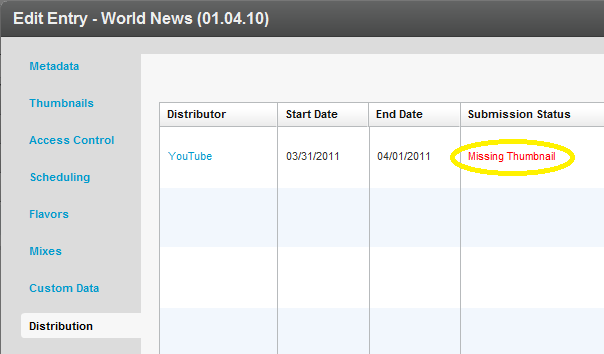 Edit Entry - World News (01.04.10)
Metadata
Thumbnails
Access Control
Scheduling
Flavors
Mixes
Custom Data
Distribution
Distributor Start Date End Date Submission Status
YouTube 03/31/2011 04/01/2011 Missing Thumbnail